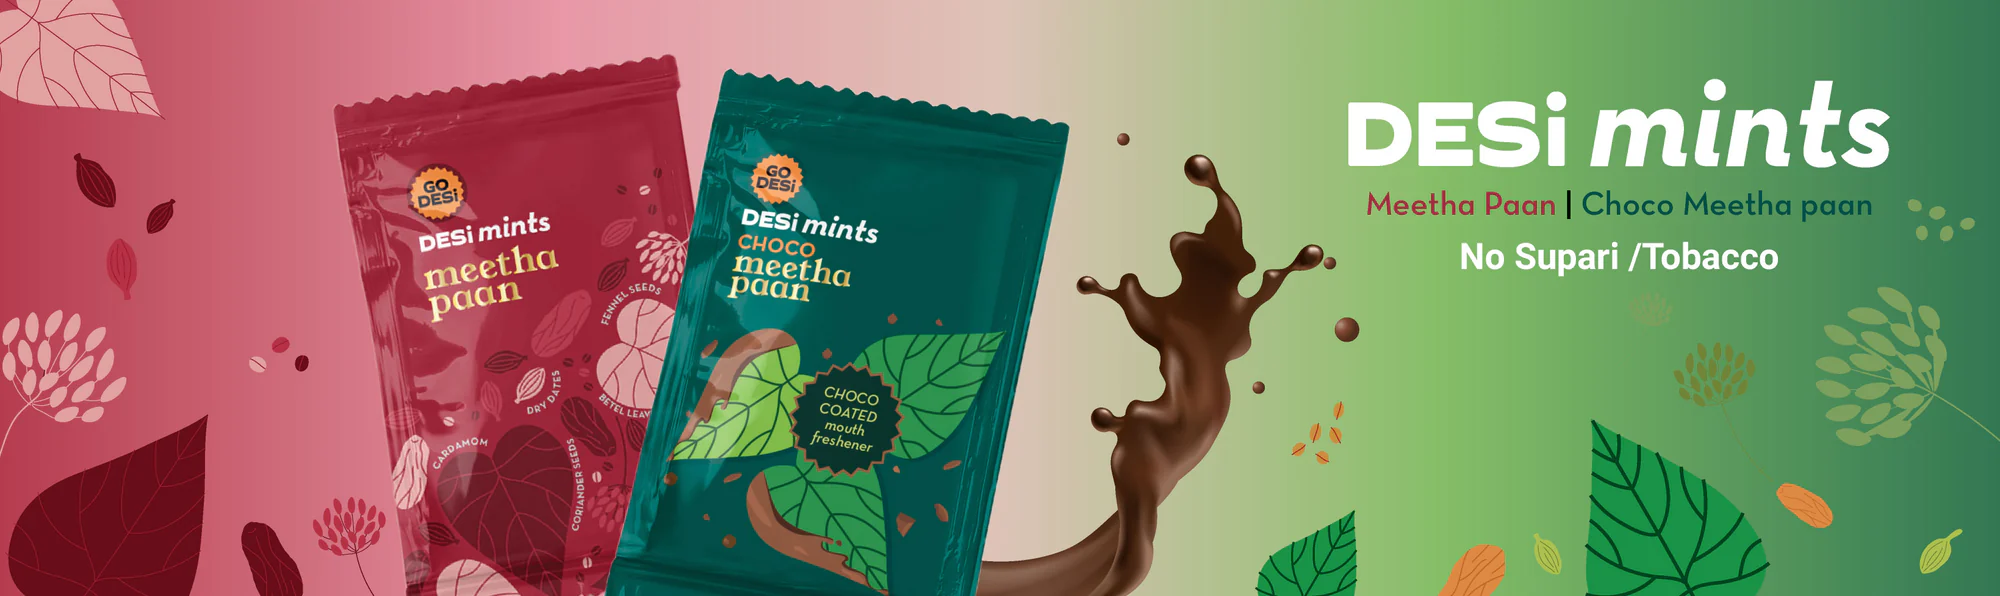 GO
DESi
DESi mints
meetha
paan
FENNEL SEEDS
DRY DATES
BETEL LEAV
CARDAMOM
CORIANDER SEEDS
GO
DESi
DESi mints
CHOCO
meetha
paan
CHOCO
COATED
mouth
freshener
DESi mints
Meetha Paan | Choco Meetha paan
No Supari /Tobacco